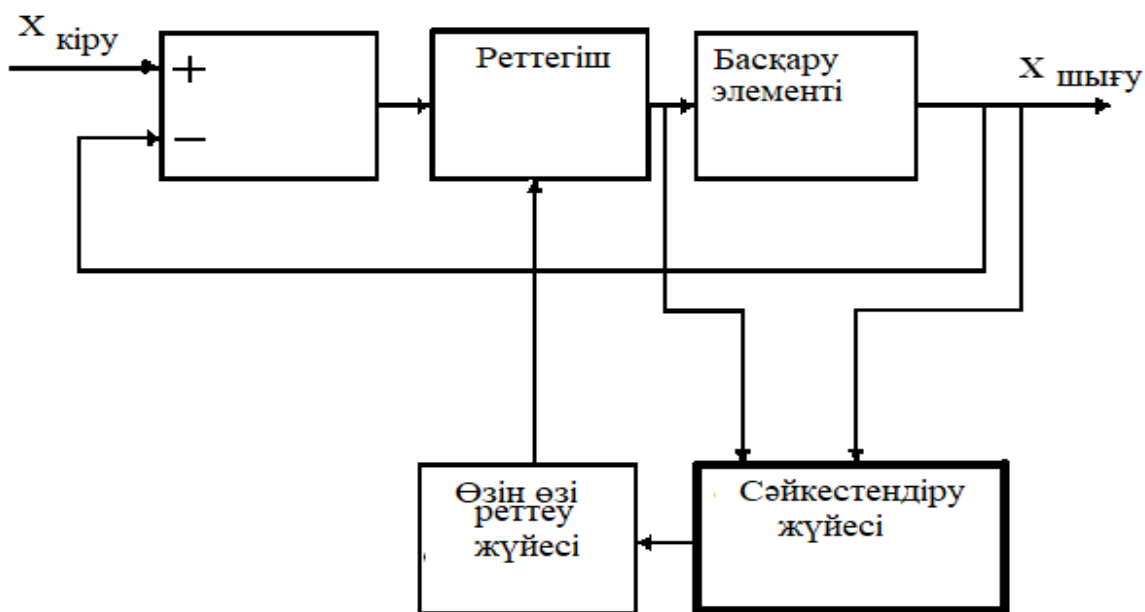 X кіру
+
−
Реттегіш
Басқару
элементі
X шығу
Өзін өзі
реттеу
жүйесі
Сәйкестендіру
жүйесі